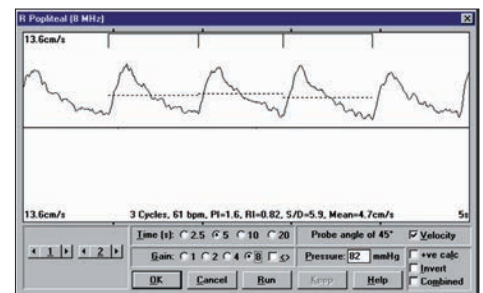 R Popliteal (8 MHz)
13.6cm/s
13.6cm/s 3 Cycles, 61 bpm, PI=1.6, RI=0.82, S/D=5.9, Mean=4.7cm/s 5s
Time (s): 2.5 5 10 20 Probe angle of 45° Velocity
1 2 Gain: 1 2 4 8 <> Pressure: 82 mmHg +ve calc
Invert
OK Cancel Run Keep Help Combined